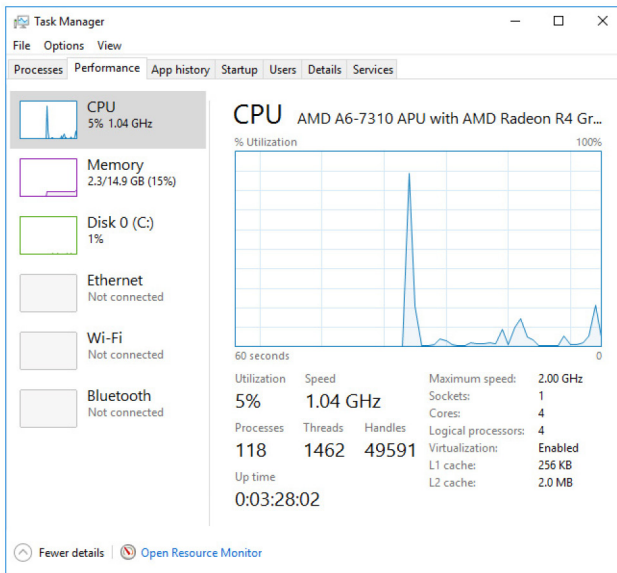 Task Manager
File Options View
Processes Performance App history Startup Users Details Services
CPU
5% 1.04 GHz
Memory
2.3/14.9 GB (15%)
Disk 0 (C:)
1%
Ethernet
Not connected
Wi-Fi
Not connected
Bluetooth
Not connected
CPU AMD A6-7310 APU with AMD Radeon R4 Gr...
% Utilization 100%
60 seconds 0
Utilization Speed
5% 1.04 GHz
Processes Threads Handles
118 1462 49591
Up time
0:03:28:02
Maximum speed: 2.00 GHz
Sockets: 1
Cores: 4
Logical processors: 4
Virtualization: Enabled
L1 cache: 256 KB
L2 cache: 2.0 MB
Fewer details Open Resource Monitor